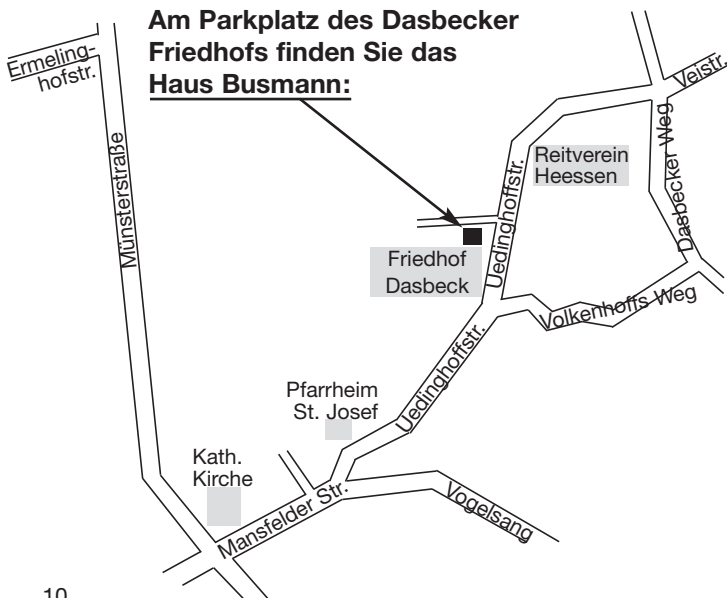 Am Parkplatz des Dasbecker
Friedhofs finden Sie das
Haus Busmann:
Ermeling-
hofstr.
Veistr.
Münsterstraße
Dasbecker Weg
Reitverein
Heessen
Uedinghoffstr.
Friedhof
Dasbeck
Volkenhoffs Weg
Uedinghoffstr.
Pfarrheim
St. Josef
Kath.
Kirche
Mansfelder Str.
Vogelsang
10